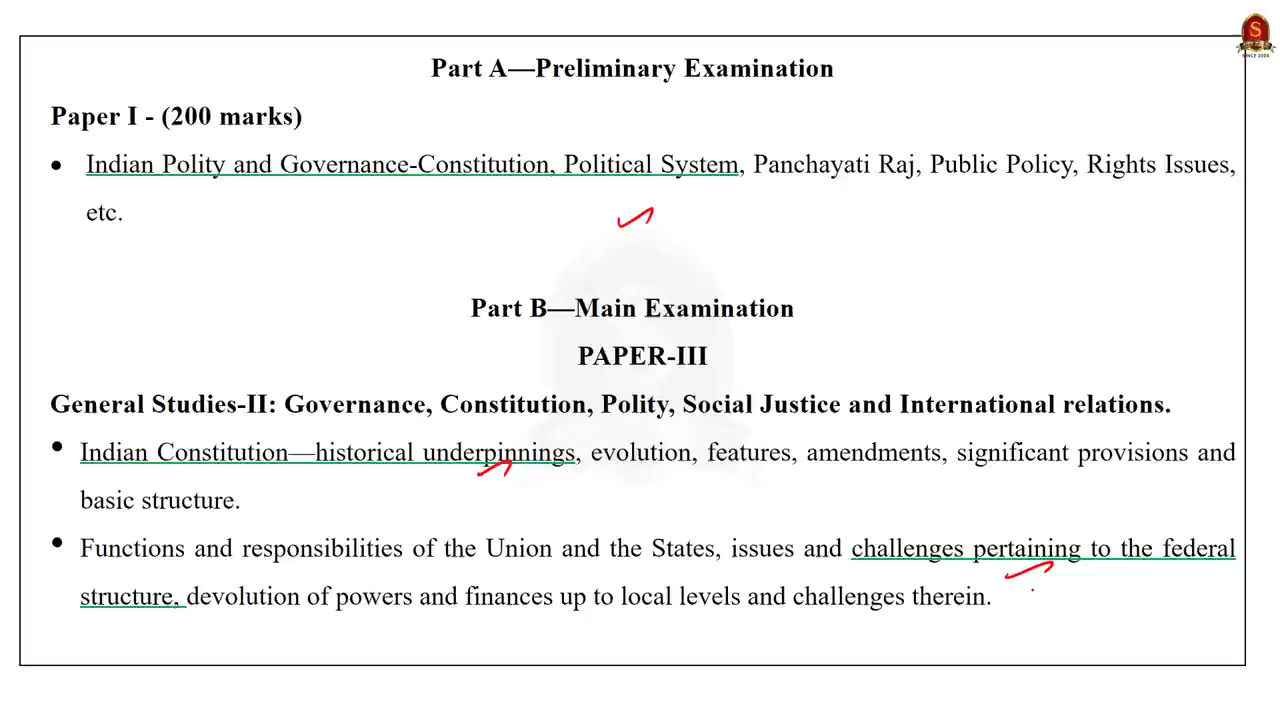 S
SINCE 2004
Part A—Preliminary Examination
Paper I - (200 marks)
• Indian Polity and Governance-Constitution, Political System, Panchayati Raj, Public Policy, Rights Issues,
etc.
Part B—Main Examination
PAPER-III
General Studies-II: Governance, Constitution, Polity, Social Justice and International relations.
• Indian Constitution—historical underpinnings, evolution, features, amendments, significant provisions and
basic structure.
• Functions and responsibilities of the Union and the States, issues and challenges pertaining to the federal
structure, devolution of powers and finances up to local levels and challenges therein.